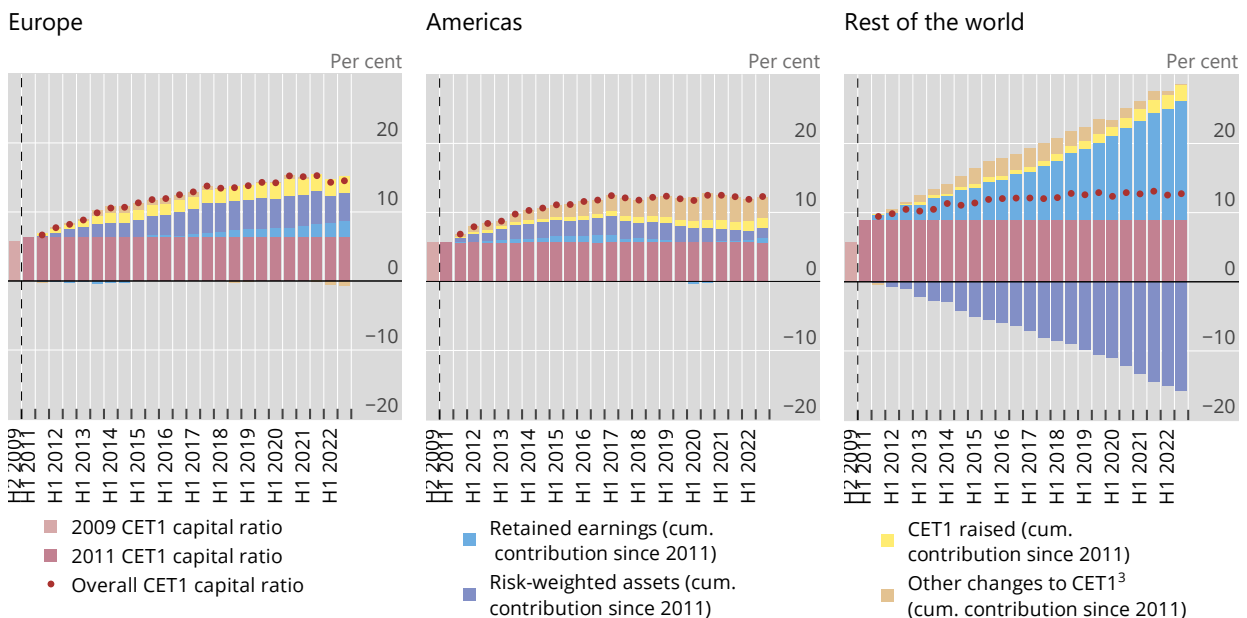 Europe
Per cent
20
10
0
−10
−20
H2 2009
H1 2011
H1 2012
H1 2013
H1 2014
H1 2015
H1 2016
H1 2017
H1 2018
H1 2019
H1 2020
H1 2021
H1 2022
Americas
Per cent
20
10
0
−10
−20
H2 2009
H1 2011
H1 2012
H1 2013
H1 2014
H1 2015
H1 2016
H1 2017
H1 2018
H1 2019
H1 2020
H1 2021
H1 2022
Rest of the world
Per cent
20
10
0
−10
−20
H2 2009
H1 2011
H1 2012
H1 2013
H1 2014
H1 2015
H1 2016
H1 2017
H1 2018
H1 2019
H1 2020
H1 2021
H1 2022
2009 CET1 capital ratio
2011 CET1 capital ratio
Overall CET1 capital ratio
Retained earnings (cum.
contribution since 2011)
Risk-weighted assets (cum.
contribution since 2011)
CET1 raised (cum.
contribution since 2011)
Other changes to CET1³
(cum. contribution since 2011)